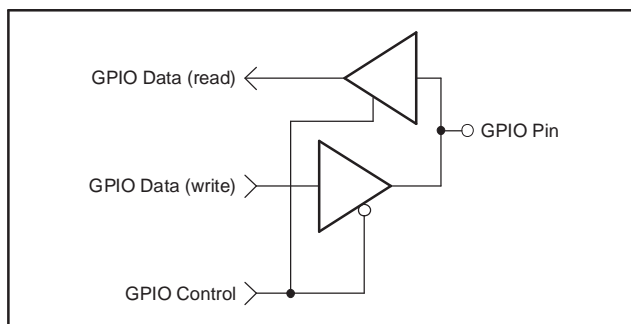 GPIO Data (read)
GPIO Pin
GPIO Data (write)
GPIO Control